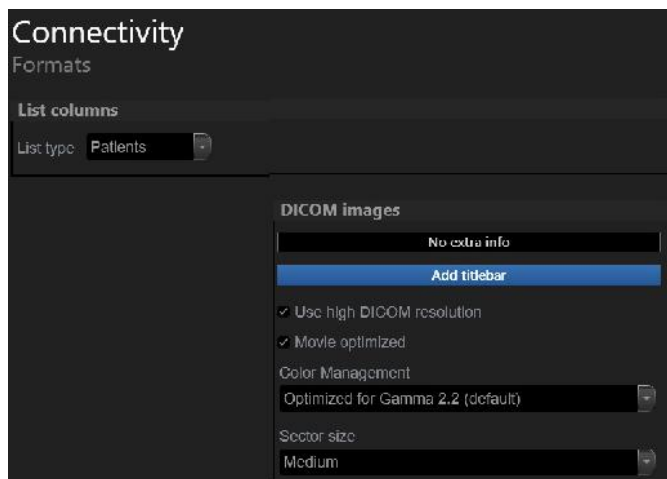 Connectivity
Formats
List columns
List type Patients
DICOM images
No extra info
Add titlebar
Use high DICOM resolution
Movie optimized
Color Management
Optimized for Gamma 2.2 (default)
Sector size
Medium